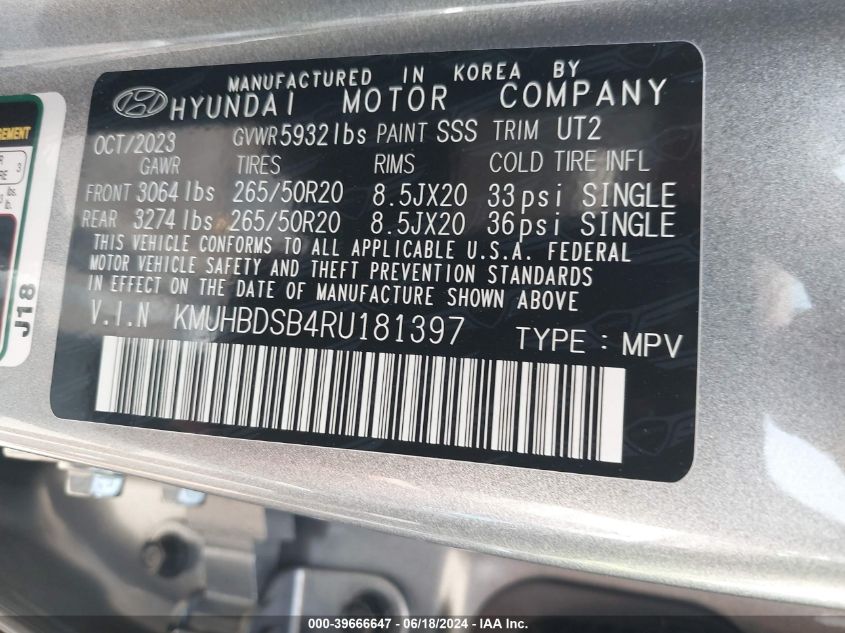 MANUFACTURED IN KOREA BY
HYUNDAI MOTOR COMPANY
OCT/2023 GVWR 5932 lbs PAINT SSS TRIM UT2
GAWR TIRES RIMS COLD TIRE INFL
FRONT 3064 lbs 265/50R20 8.5JX20 33psi SINGLE
REAR 3274 lbs 265/50R20 8.5JX20 36psi SINGLE
THIS VEHICLE CONFORMS TO ALL APPLICABLE U.S.A. FEDERAL
MOTOR VEHICLE SAFETY AND THEFT PREVENTION STANDARDS
IN EFFECT ON THE DATE OF MANUFACTURE SHOWN ABOVE
V.I.N KMUHBDSB4RU181397 TYPE : MPV
J18
000-39666647 - 06/18/2024 - IAA Inc.